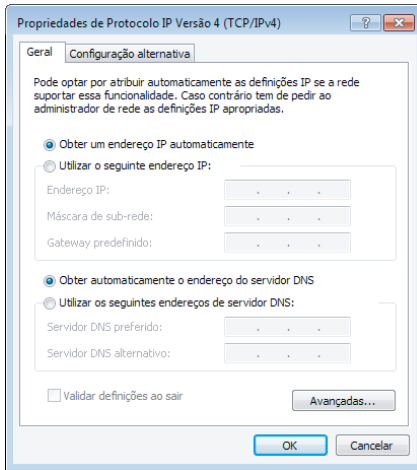 Propriedades de Protocolo IP Versão 4 (TCP/IPv4)
Geral
Configuração alternativa
Pode optar por atribuir automaticamente as definições IP se a rede
suportar essa funcionalidade. Caso contrário tem de pedir ao
administrador de rede as definições IP apropriadas.
Obter um endereço IP automaticamente
Utilizar o seguinte endereço IP:
Endereço IP:
Máscara de sub-rede:
Gateway predefinido:
Obter automaticamente o endereço do servidor DNS
Utilizar os seguintes endereços de servidor DNS:
Servidor DNS preferido:
Servidor DNS alternativo:
Validar definições ao sair
Avançadas...
OK
Cancelar